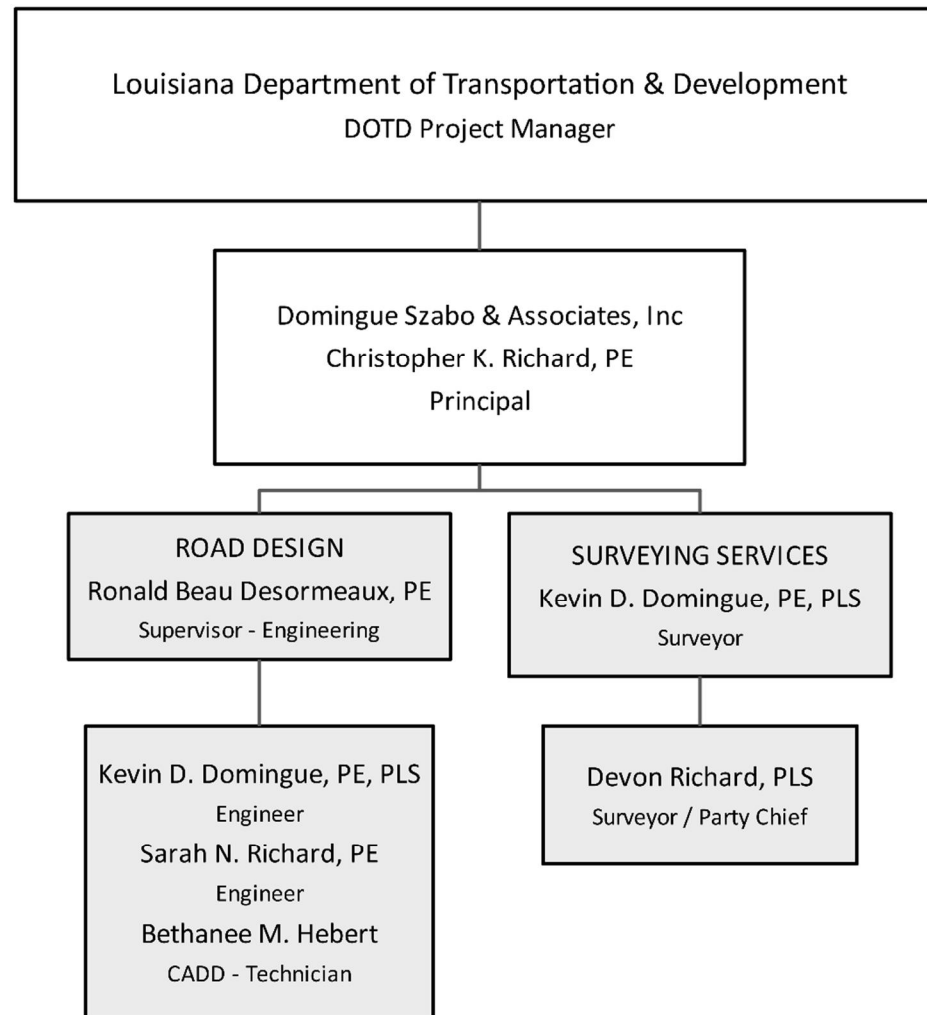 Louisiana Department of Transportation & Development
DOTD Project Manager
Domingue Szabo & Associates, Inc
Christopher K. Richard, PE
Principal
ROAD DESIGN
Ronald Beau Desormeaux, PE
Supervisor - Engineering
SURVEYING SERVICES
Kevin D. Domingue, PE, PLS
Surveyor
Kevin D. Domingue, PE, PLS
Engineer
Sarah N. Richard, PE
Engineer
Bethanee M. Hebert
CADD - Technician
Devon Richard, PLS
Surveyor / Party Chief